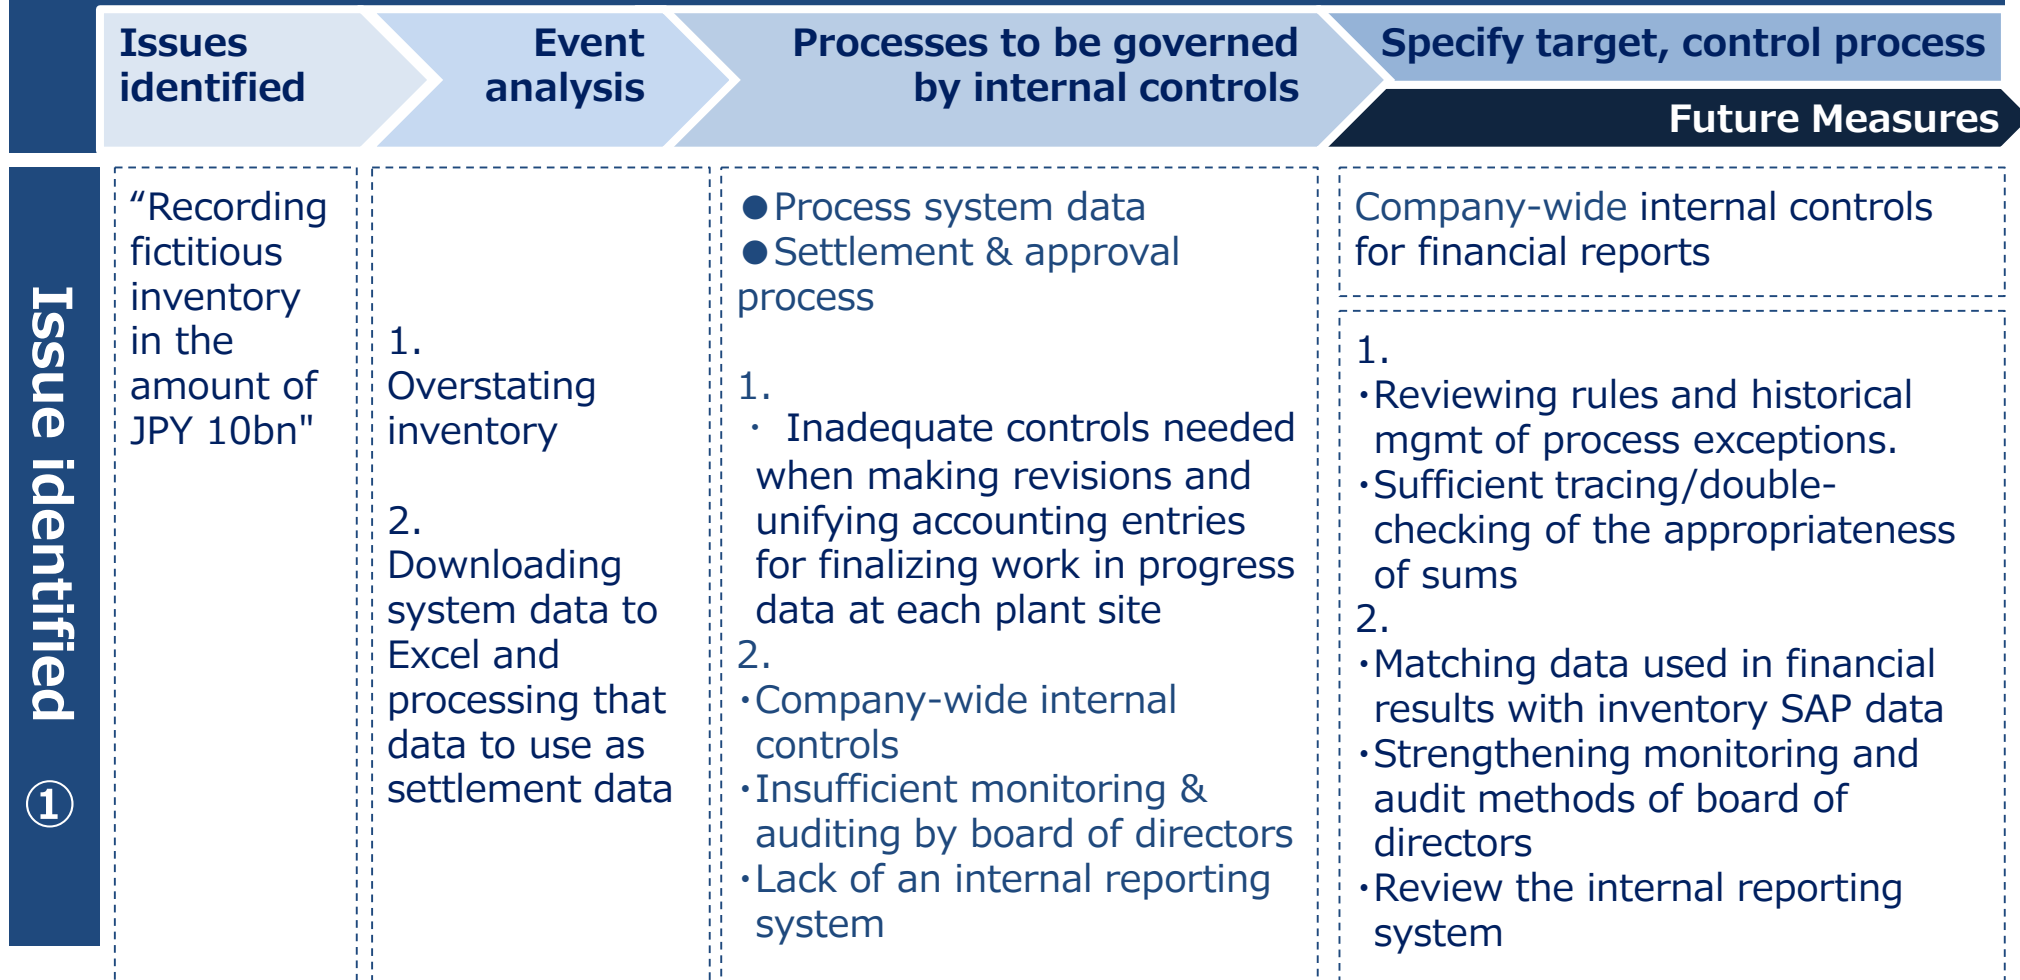 Issues
identified
Event
analysis
Processes to be governed
by internal controls
Specify target, control process
Future Measures
Issue identified ①
“Recording
fictitious
inventory
in the
amount of
JPY 10bn"
1.
Overstating
inventory
2.
Downloading
system data to
Excel and
processing that
data to use as
settlement data
●Process system data
●Settlement & approval
process
1.
・ Inadequate controls needed
when making revisions and
unifying accounting entries
for finalizing work in progress
data at each plant site
2.
・Company-wide internal
controls
・Insufficient monitoring &
auditing by board of directors
・Lack of an internal reporting
system
Company-wide internal controls
for financial reports
1.
・Reviewing rules and historical
mgmt of process exceptions.
・Sufficient tracing/double-
checking of the appropriateness
of sums
2.
・Matching data used in financial
results with inventory SAP data
・Strengthening monitoring and
audit methods of board of
directors
・Review the internal reporting
system